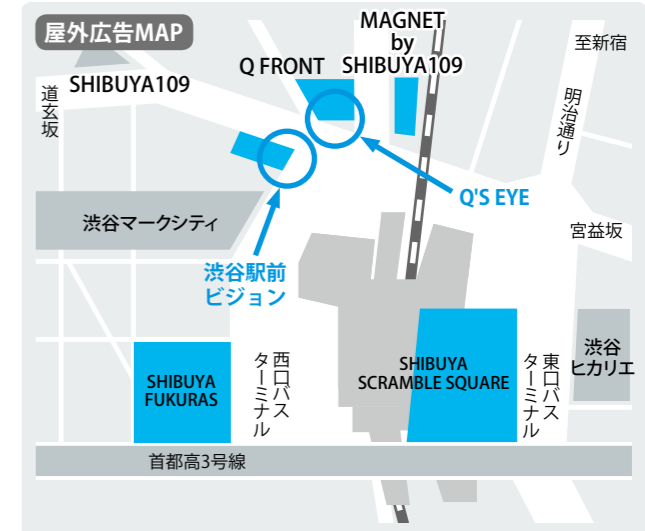 屋外広告MAP
MAGNET
by
SHIBUYA109
至新宿
Q FRONT
SHIBUYA109
道玄坂
明治通り
Q'S EYE
渋谷マークシティ
宮益坂
渋谷駅前
ビジョン
SHIBUYA
FUKURAS
西口バス
ターミナル
SHIBUYA
SCRAMBLE SQUARE
東口バス
ターミナル
渋谷
ヒカリエ
首都高3号線